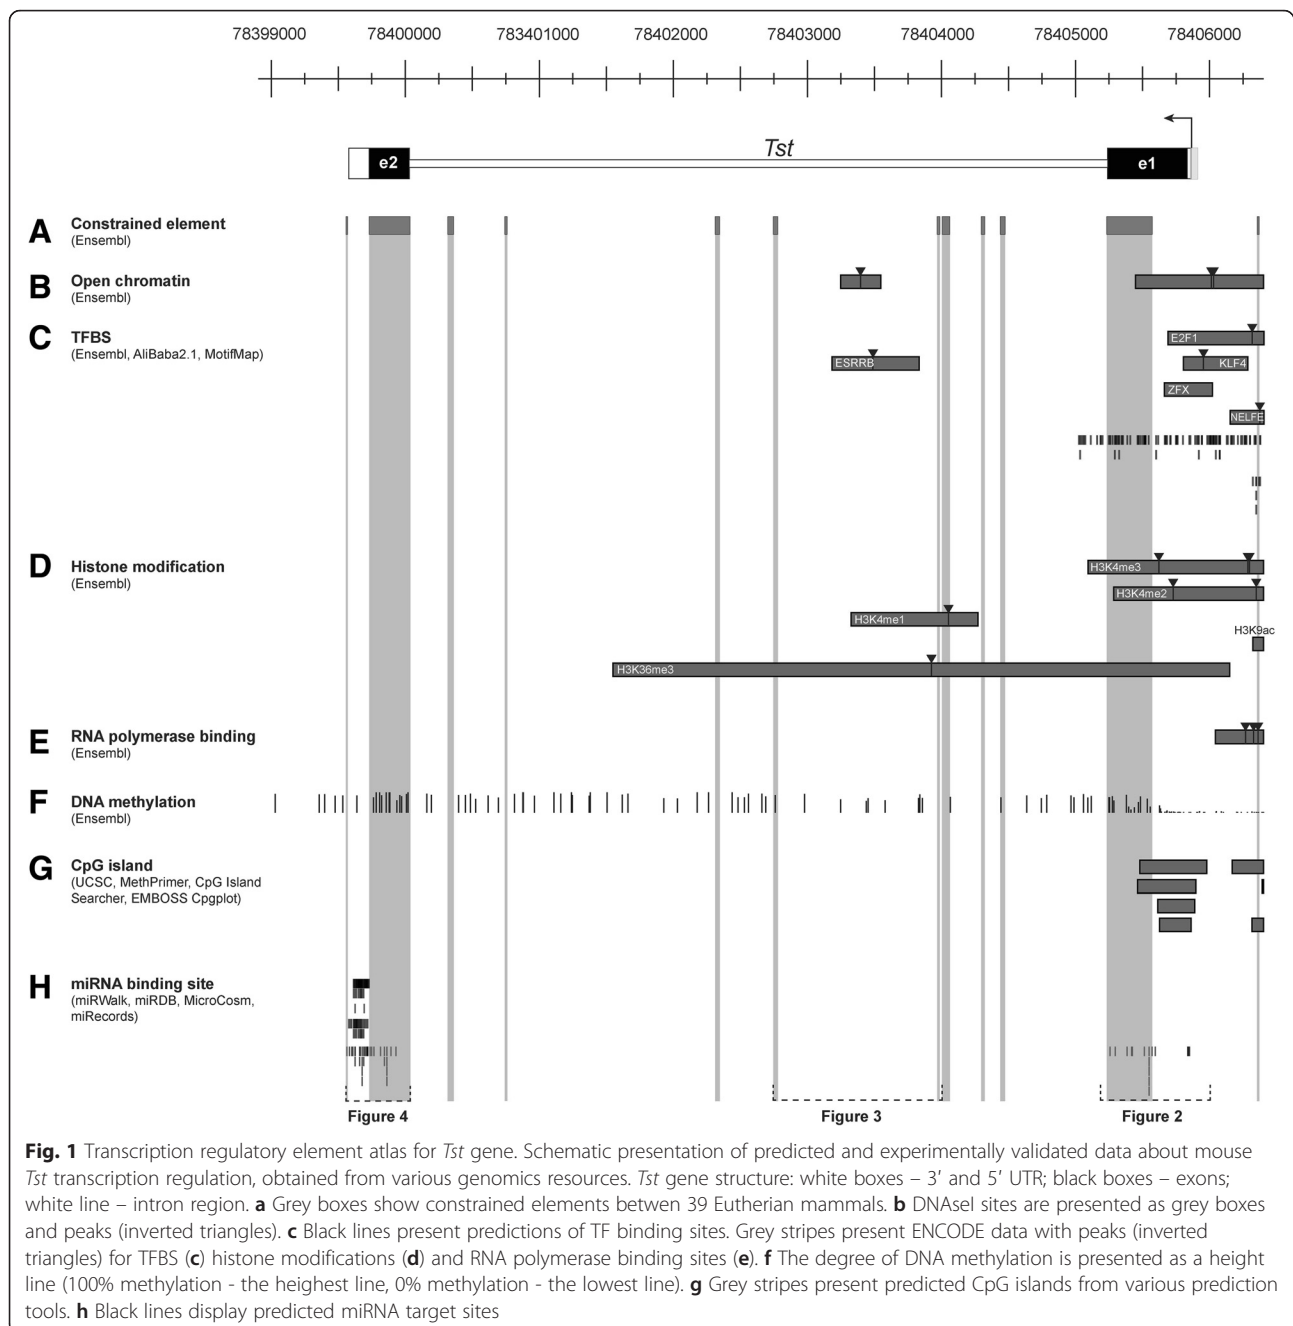 78399000 78400000 783401000 78402000 78403000 78404000 78405000 78406000
Tst
e2 e1
A Constrained element
(Ensembl)
B Open chromatin
(Ensembl)
C TFBS
(Ensembl, AliBaba2.1, MotifMap)
E2F1
ESRRB
KLF4
ZFX
NELFE
D Histone modification
(Ensembl)
H3K4me3
H3K4me2
H3K4me1
H3K9ac
H3K36me3
E RNA polymerase binding
(Ensembl)
F DNA methylation
(Ensembl)
G CpG island
(UCSC, MethPrimer, CpG Island
Searcher, EMBOSS Cpgplot)
H miRNA binding site
(miRWalk, miRDB, MicroCosm,
miRecords)
Figure 4 Figure 3 Figure 2
Fig. 1 Transcription regulatory element atlas for Tst gene. Schematic presentation of predicted and experimentally validated data about mouse
Tst transcription regulation, obtained from various genomics resources. Tst gene structure: white boxes – 3′ and 5′ UTR; black boxes – exons;
white line – intron region. a Grey boxes show constrained elements betwen 39 Eutherian mammals. b DNAseI sites are presented as grey boxes
and peaks (inverted triangles). c Black lines present predictions of TF binding sites. Grey stripes present ENCODE data with peaks (inverted
triangles) for TFBS (c) histone modifications (d) and RNA polymerase binding sites (e). f The degree of DNA methylation is presented as a height
line (100% methylation - the heighest line, 0% methylation - the lowest line). g Grey stripes present predicted CpG islands from various prediction
tools. h Black lines display predicted miRNA target sites